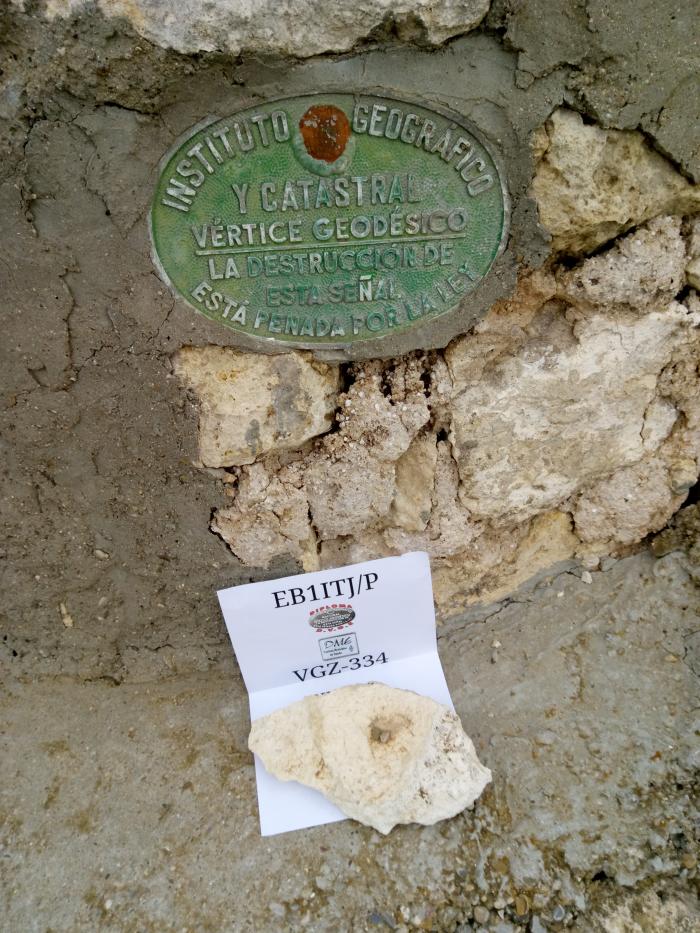 INSTITUTO GEOGRÁFICO
Y CATASTRAL
VÉRTICE GEODÉSICO
LA DESTRUCCIÓN DE
ESTA SEÑAL
ESTÁ PENADA POR LA LEY
EB1ITJ/P
DIPLOMA
DME
VGZ-334